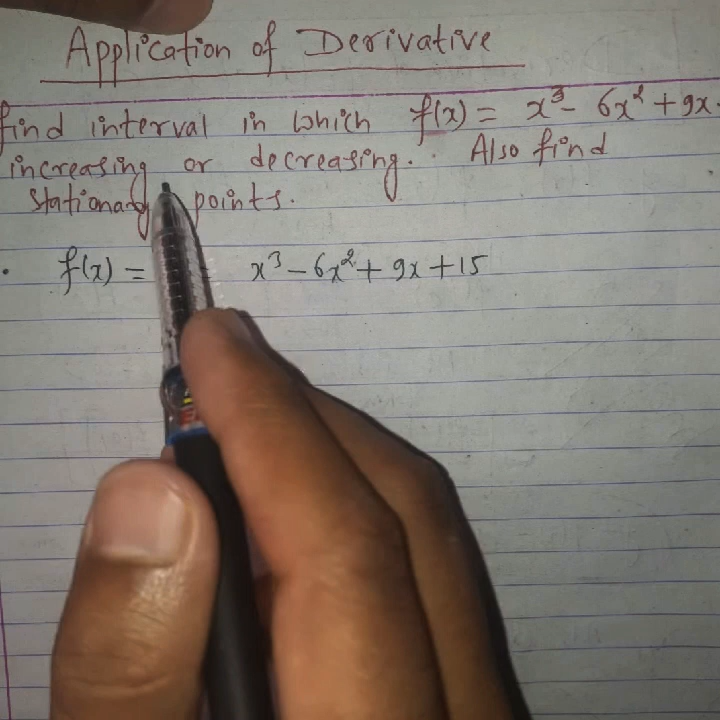 Application of Derivative
find interval in which f(x) = x³ - 6x² + 9x
increasing or decreasing. Also find
stationary points.
f(x) = = x³ - 6x² + 9x + 15